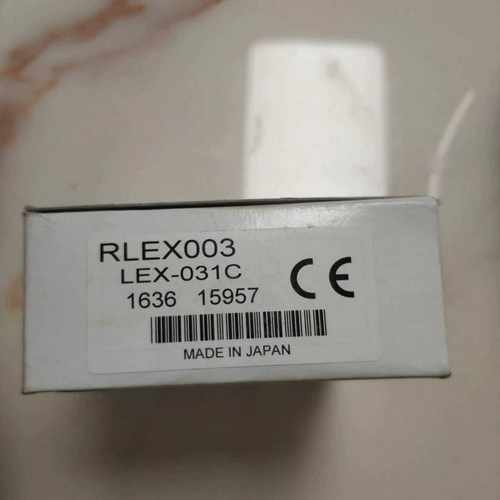 RLEX003
LEX-031C
1636 15957
CE
MADE IN JAPAN